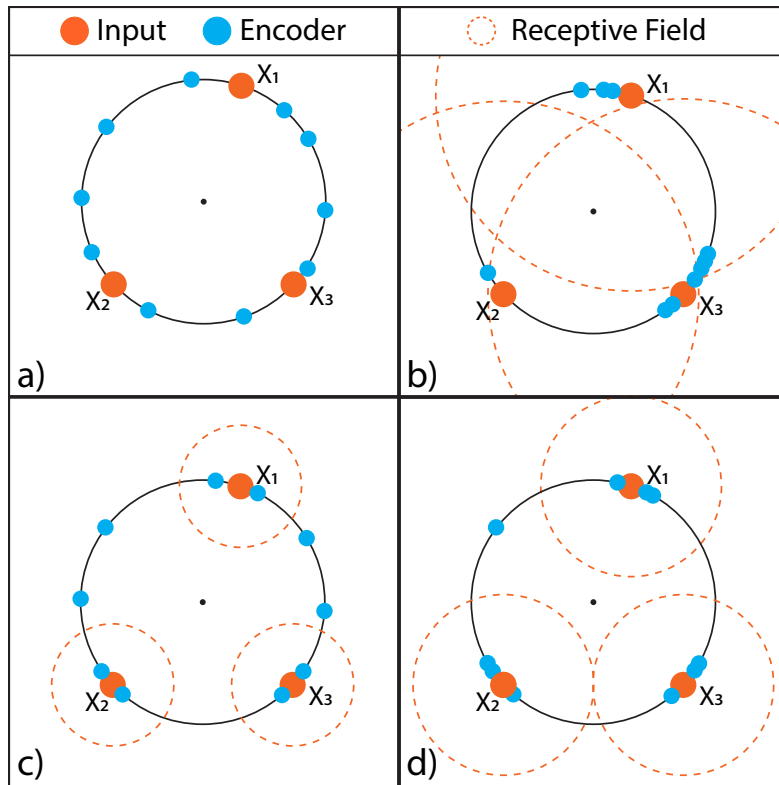 Input Encoder Receptive Field
X1
X2
X3
a)
X1
X2
X3
b)
X1
X2
X3
c)
X1
X2
X3
d)